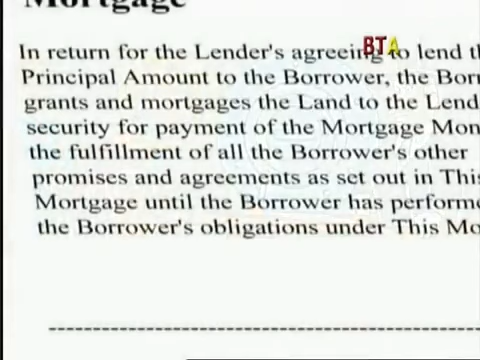 Mortgage
BTA
In return for the Lender's agreeing to lend th
Principal Amount to the Borrower, the Borr
grants and mortgages the Land to the Lend
security for payment of the Mortgage Mon
the fulfillment of all the Borrower's other
promises and agreements as set out in This
Mortgage until the Borrower has performe
the Borrower's obligations under This Mo